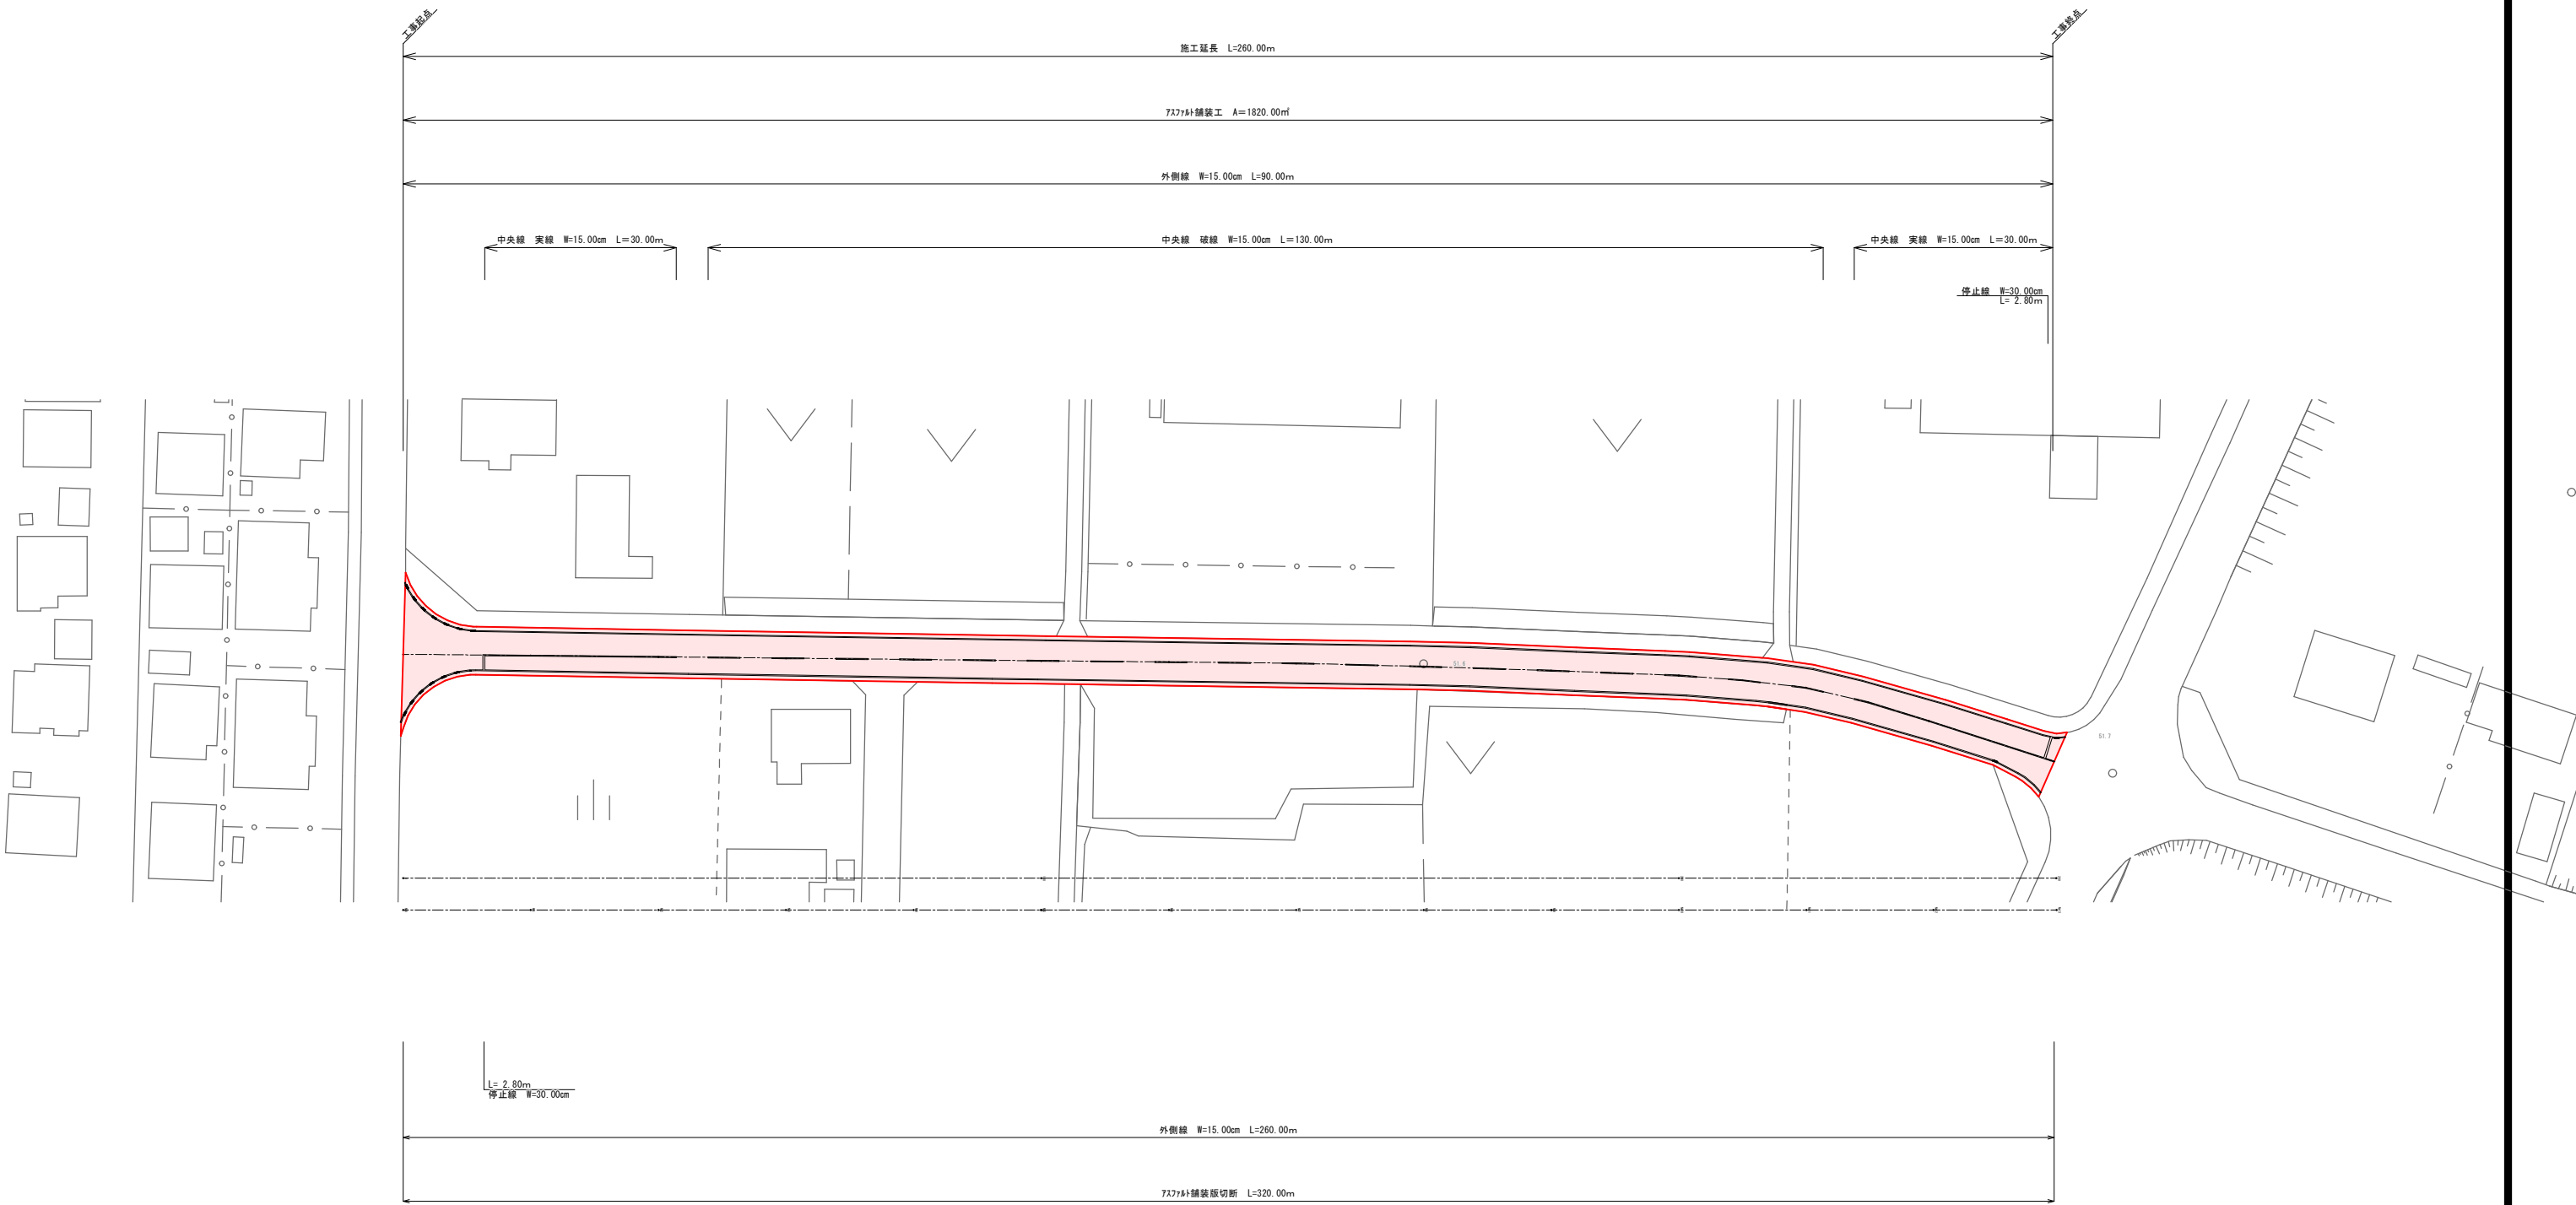 工事起点
工事終点
施工延長　L=260.00m
ｱｽﾌｧﾙﾄ舗装工　A＝1820.00㎡
外側線　W=15.00cm　L=90.00m
中央線　実線　W=15.00cm　L＝30.00m
中央線　破線　W=15.00cm　L＝130.00m
中央線　実線　W=15.00cm　L＝30.00m
停止線　W=30.00cm
L= 2.80m
51.6
51.7
L= 2.80m
停止線　W=30.00cm
外側線　W=15.00cm　L=260.00m
ｱｽﾌｧﾙﾄ舗装版切断　L=320.00m